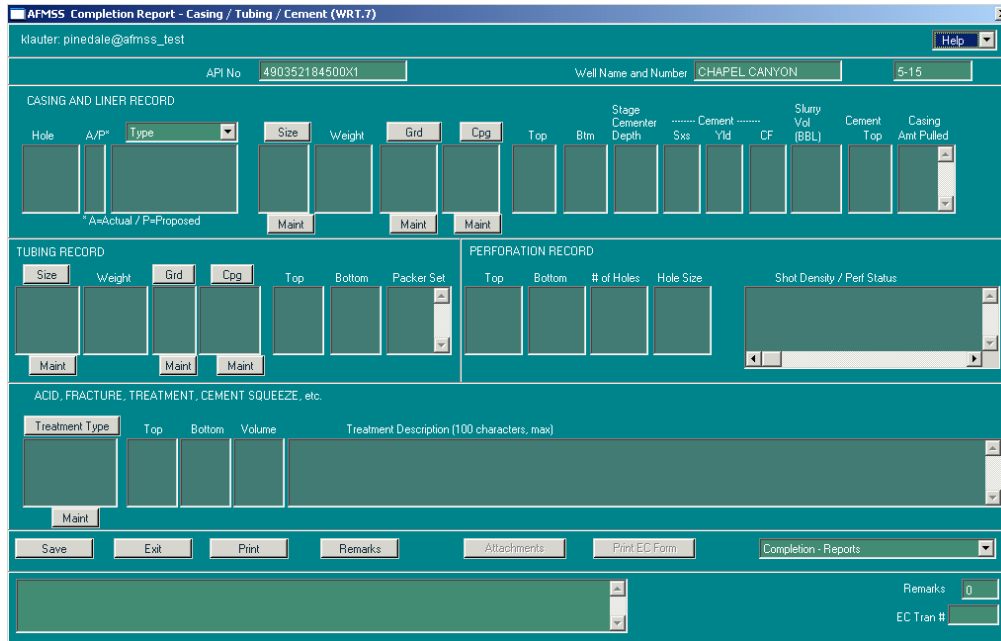 AFMSS Completion Report - Casing / Tubing / Cement (WRT.7)
klauter: pinedale@afmss_test
Help
API No 490352184500X1 Well Name and Number CHAPEL CANYON 5-15
CASING AND LINER RECORD
Hole A/P* Type Size Weight Grd Cpg Top Btm Stage Cementer Depth -------- Cement -------- Sxs Yld CF Slurry Vol (BBL) Cement Top Casing Amt Pulled
* A=Actual / P=Proposed
Maint Maint Maint
TUBING RECORD
Size Weight Grd Cpg Top Bottom Packer Set
Maint Maint Maint
PERFORATION RECORD
Top Bottom # of Holes Hole Size Shot Density / Perf Status
ACID, FRACTURE, TREATMENT, CEMENT SQUEEZE, etc.
Treatment Type Top Bottom Volume Treatment Description (100 characters, max)
Maint
Save Exit Print Remarks Attachments Print EC Form Completion - Reports
Remarks 0
EC Tran #